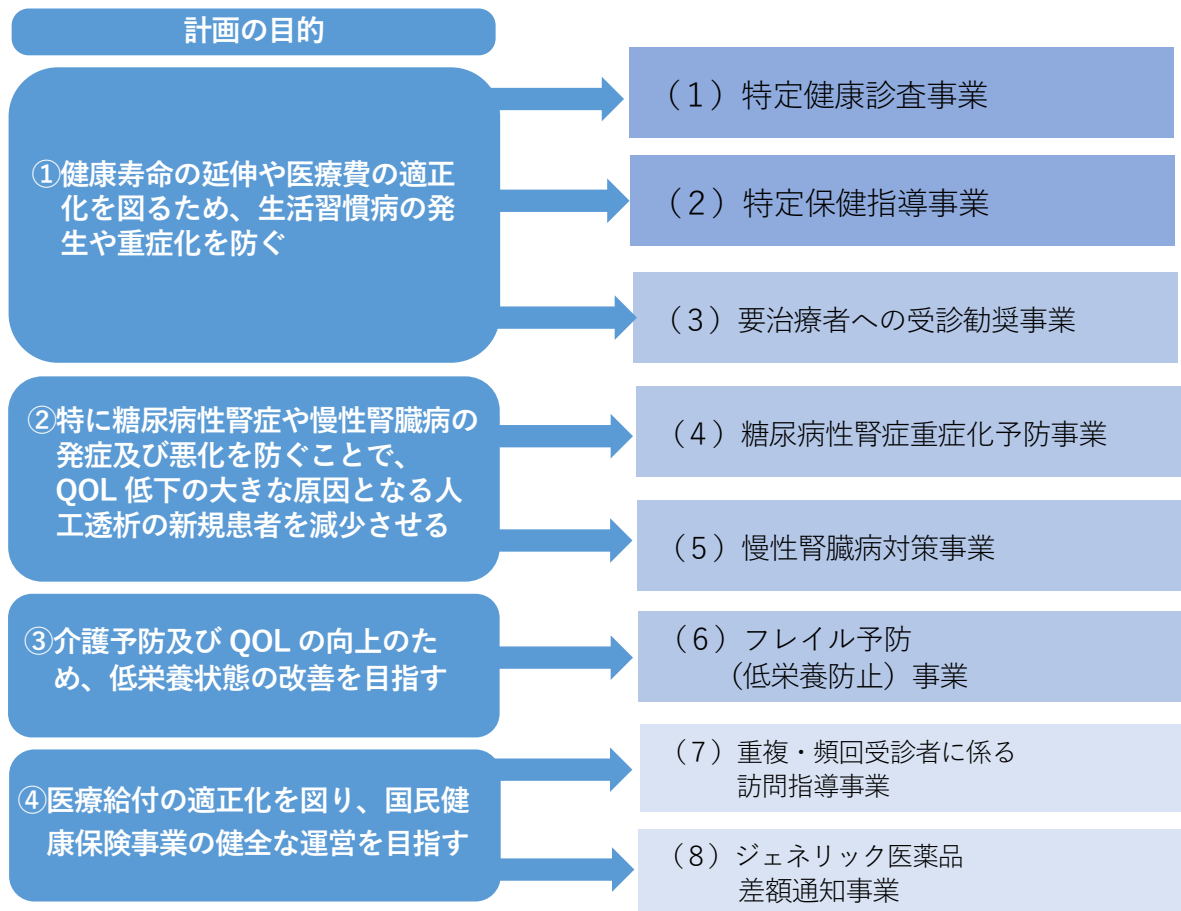 計画の目的
①健康寿命の延伸や医療費の適正
化を図るため、生活習慣病の発
生や重症化を防ぐ
（１）特定健康診査事業
（２）特定保健指導事業
（３）要治療者への受診勧奨事業
②特に糖尿病性腎症や慢性腎臓病の
発症及び悪化を防ぐことで、
QOL 低下の大きな原因となる人
工透析の新規患者を減少させる
（４）糖尿病性腎症重症化予防事業
（５）慢性腎臓病対策事業
③介護予防及び QOL の向上のた
め、低栄養状態の改善を目指す
（６）フレイル予防
（低栄養防止）事業
④医療給付の適正化を図り、国民健
康保険事業の健全な運営を目指す
（７）重複・頻回受診者に係る
訪問指導事業
（８）ジェネリック医薬品
差額通知事業